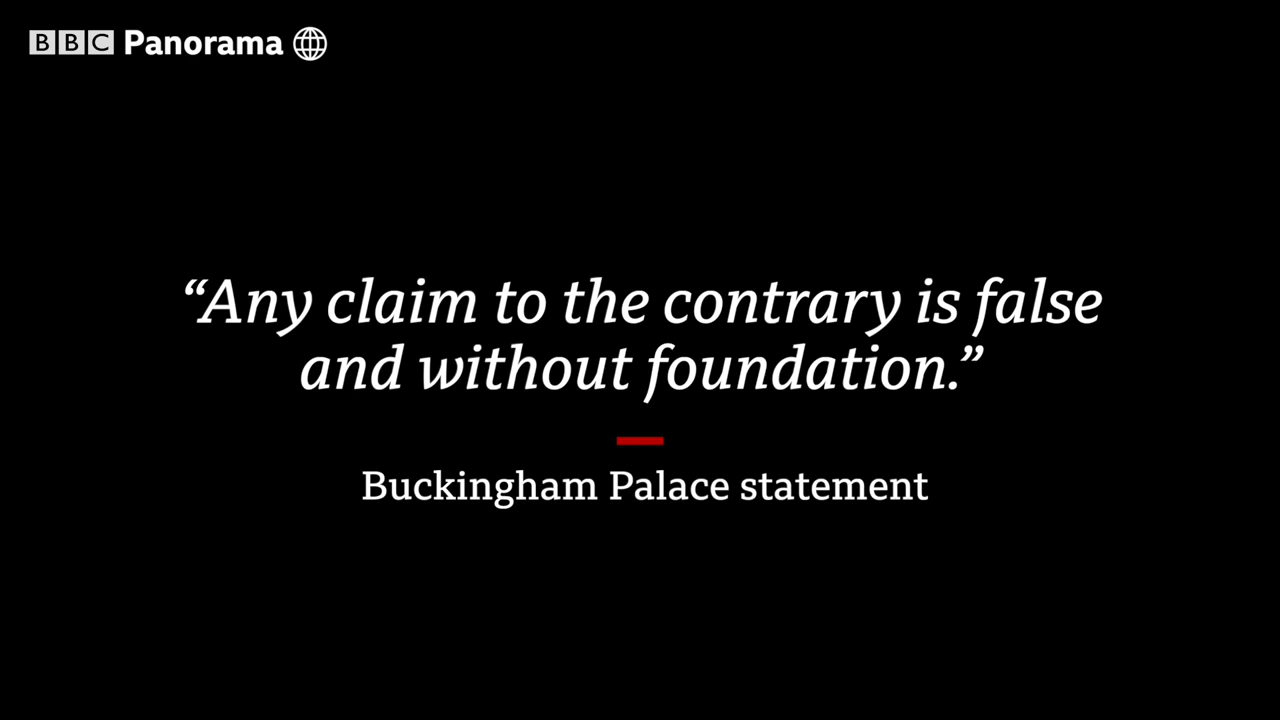 BBC Panorama
“Any claim to the contrary is false
and without foundation.”
Buckingham Palace statement